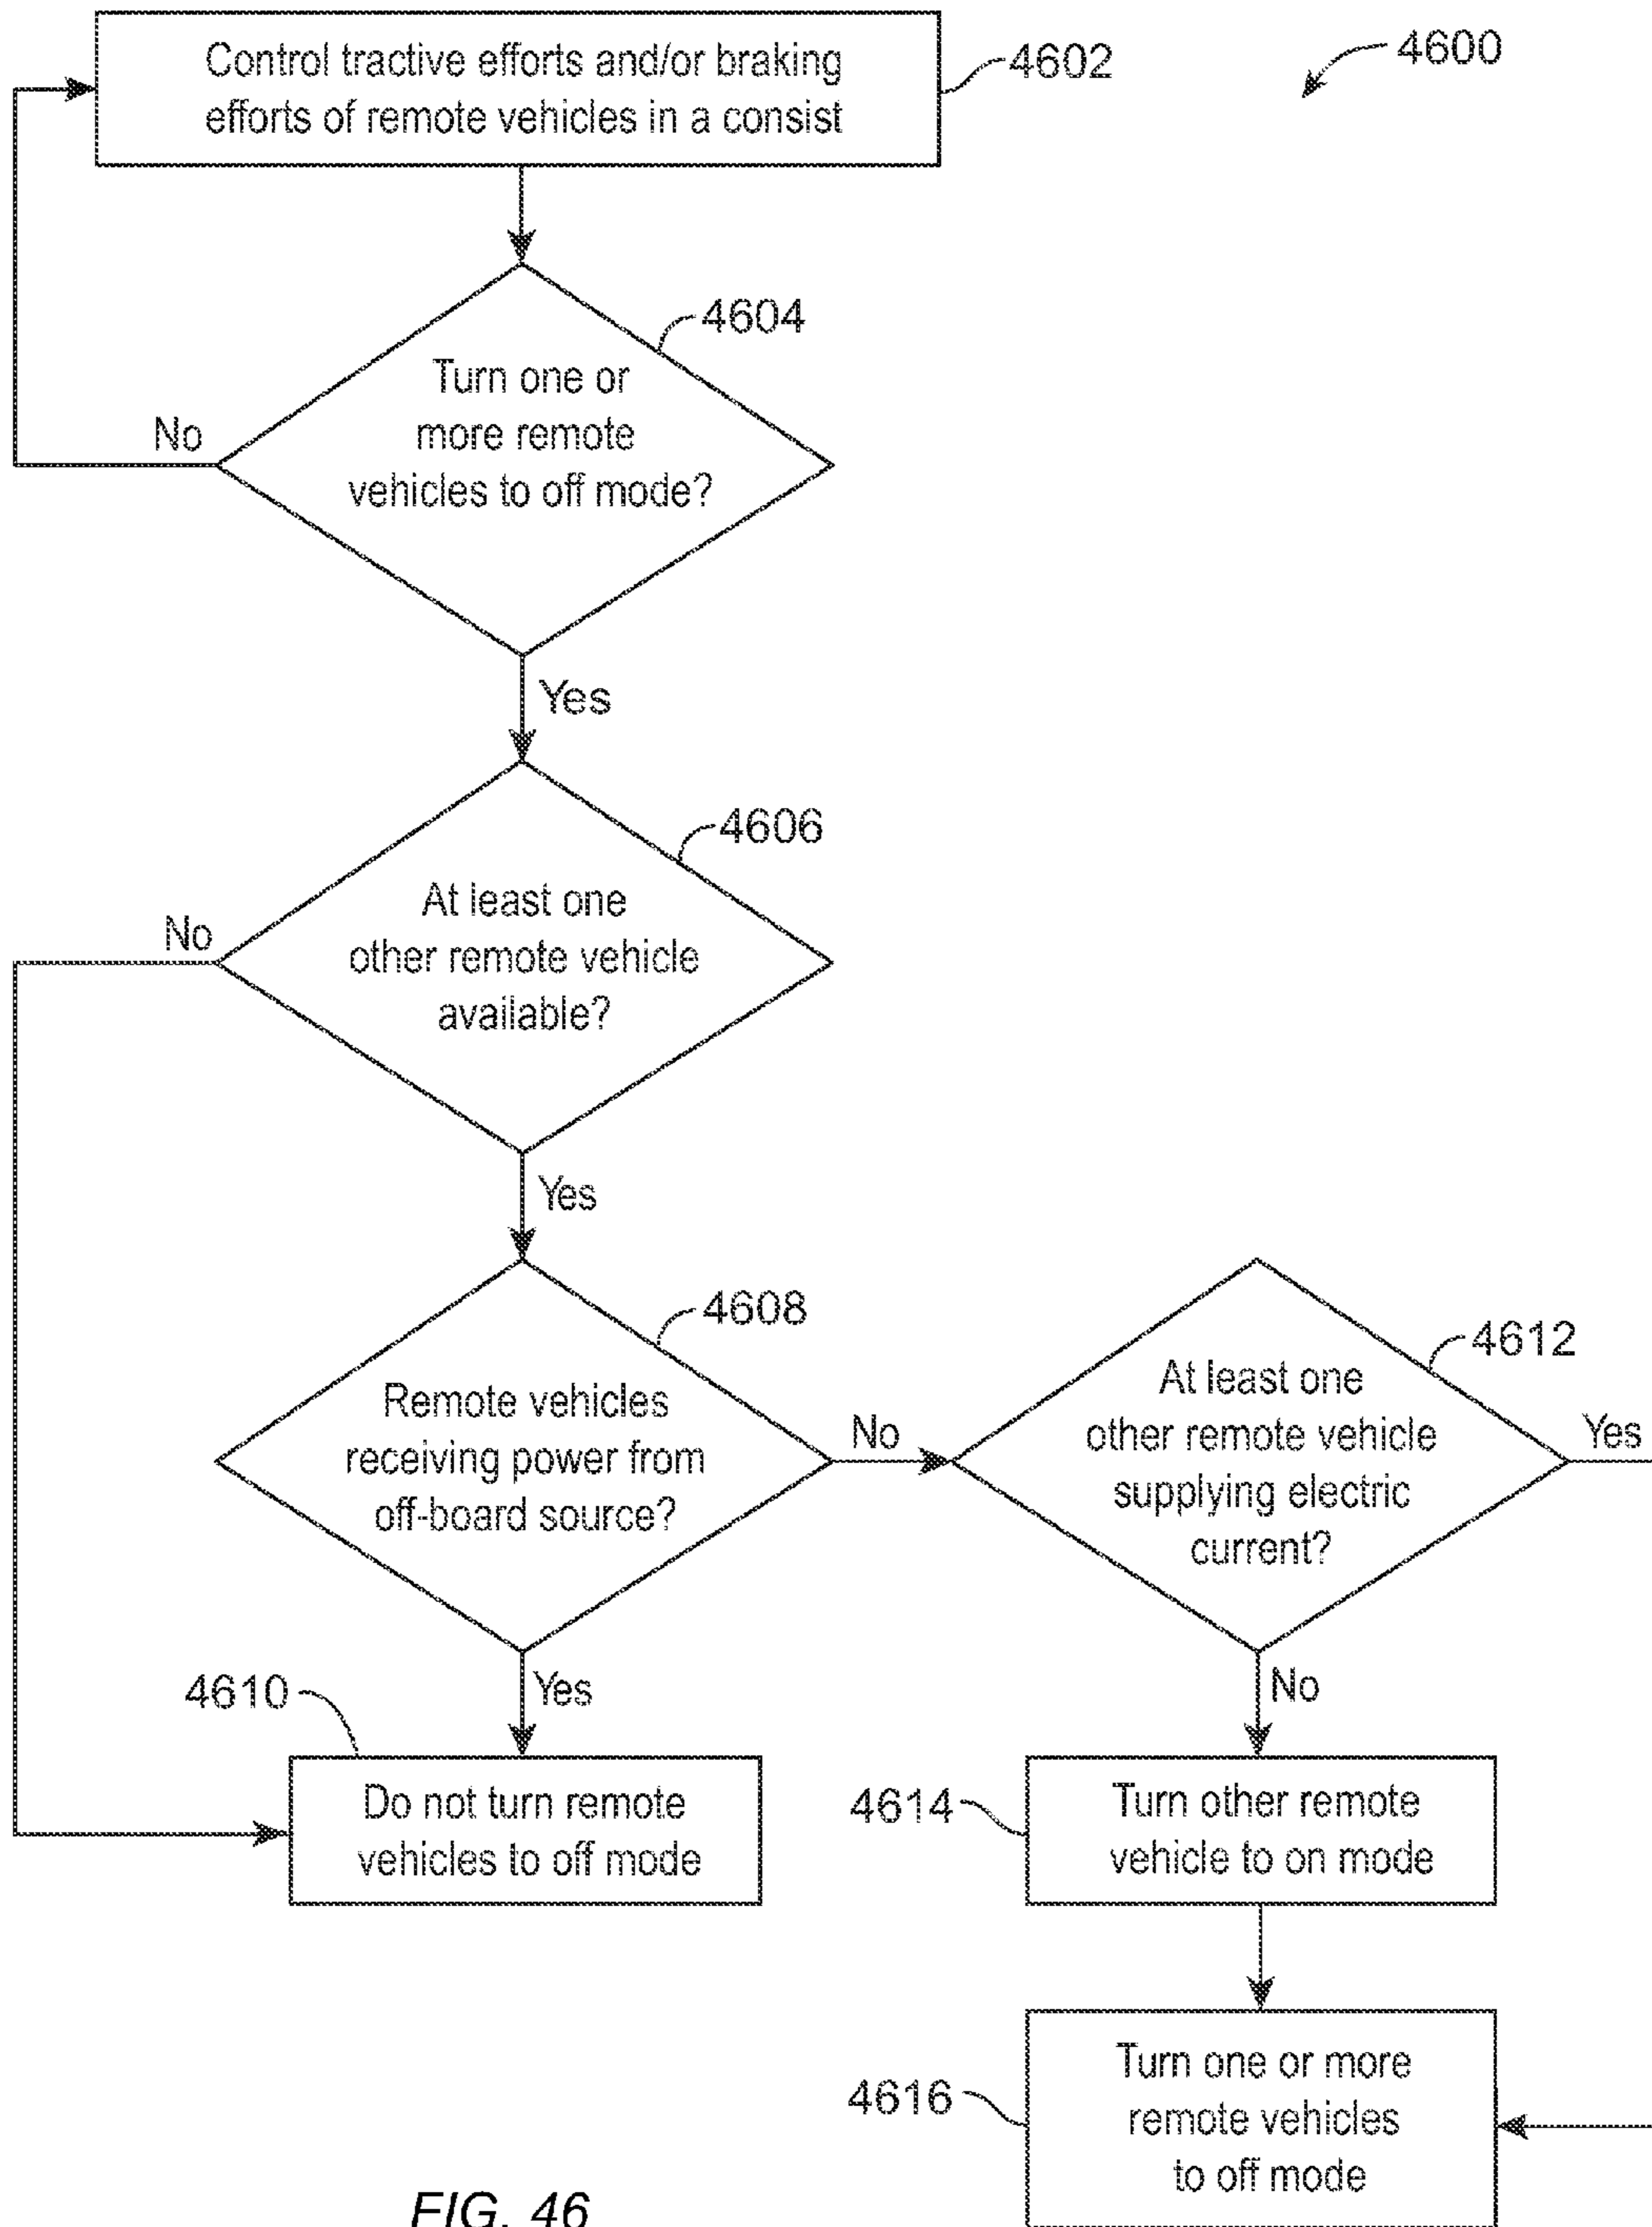 Control tractive efforts and/or braking
efforts of remote vehicles in a consist
4602
4600
4604
Turn one or
more remote
vehicles to off mode?
No
Yes
4606
At least one
other remote vehicle
available?
No
Yes
4608
Remote vehicles
receiving power from
off-board source?
No
4612
At least one
other remote vehicle
supplying electric
current?
Yes
Yes
No
4610
Do not turn remote
vehicles to off mode
4614
Turn other remote
vehicle to on mode
4616
Turn one or more
remote vehicles
to off mode
FIG. 46